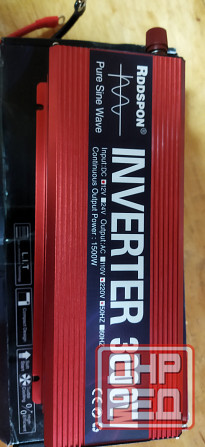 RDDSPON®
Pure Sine Wave
INVERTER
Input:DC 12V 24V Output:AC 110V 220V 50HZ 60HZ
Continuous Output Power: 1500W